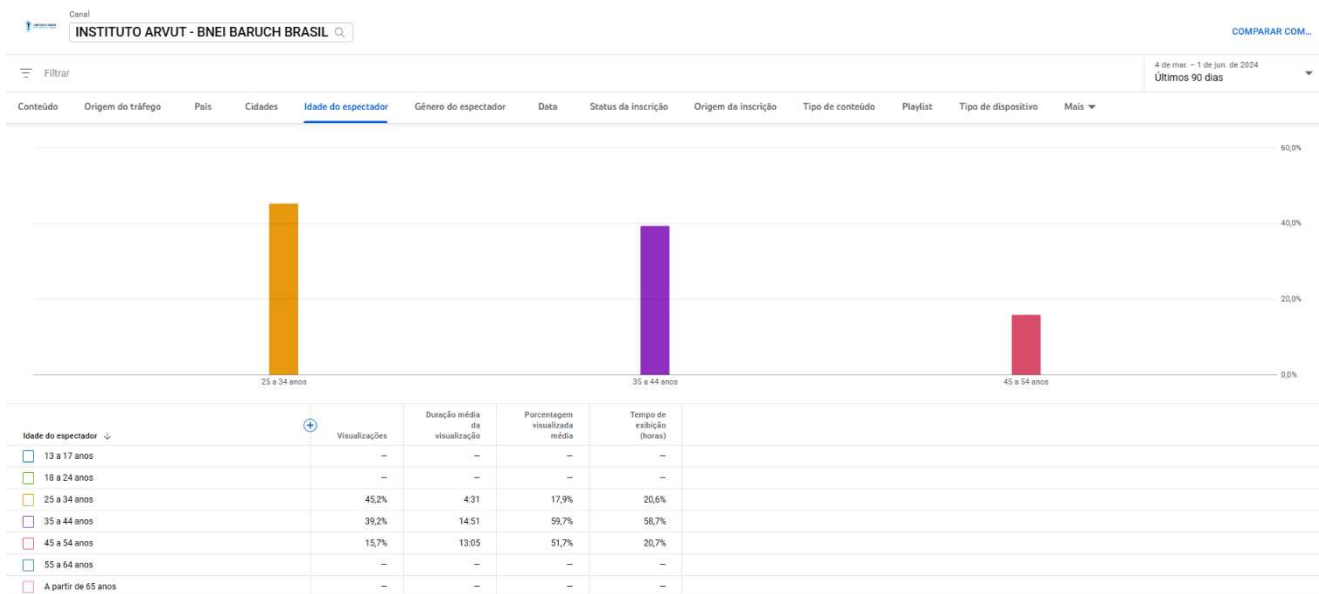 Canal
INSTITUTO ARVUT - BNEI BARUCH BRASIL
COMPARAR COM...
Filtrar
4 de mar. – 1 de jun. de 2024
Últimos 90 dias
Conteúdo Origem do tráfego País Cidades Idade do espectador Gênero do espectador Data Status da inscrição Origem da inscrição Tipo de conteúdo Playlist Tipo de dispositivo Mais
60,0%
40,0%
20,0%
0,0%
25 a 34 anos 35 a 44 anos 45 a 54 anos
Idade do espectador
Visualizações
Duração média
da
visualização
Porcentagem
visualizada
média
Tempo de
exibição
(horas)
13 a 17 anos – – – –
18 a 24 anos – – – –
25 a 34 anos 45,2% 4:31 17,9% 20,6%
35 a 44 anos 39,2% 14:51 59,7% 58,7%
45 a 54 anos 15,7% 13:05 51,7% 20,7%
55 a 64 anos – – – –
A partir de 65 anos – – – –